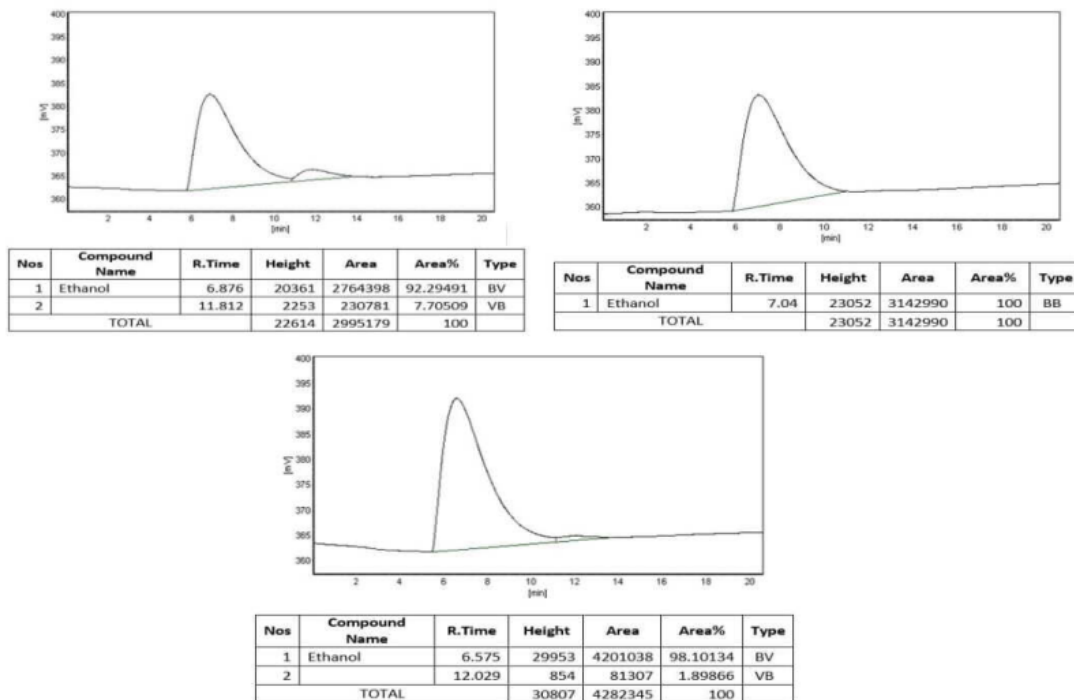 400
395
390
385
380
375
370
365
360
[mV]
2 4 6 8 10 12 14 16 18 20
[min]
Nos Compound Name R.Time Height Area Area% Type
1 Ethanol 6.876 20361 2764398 92.29491 BV
2 11.812 2253 230781 7.70509 VB
TOTAL 22614 2995179 100
400
395
390
385
380
375
370
365
360
[mV]
2 4 6 8 10 12 14 16 18 20
[min]
Nos Compound Name R.Time Height Area Area% Type
1 Ethanol 7.04 23052 3142990 100 BB
TOTAL 23052 3142990 100
400
395
390
385
380
375
370
365
360
[mV]
2 4 6 8 10 12 14 16 18 20
[min]
Nos Compound Name R.Time Height Area Area% Type
1 Ethanol 6.575 29953 4201038 98.10134 BV
2 12.029 854 81307 1.89866 VB
TOTAL 30807 4282345 100